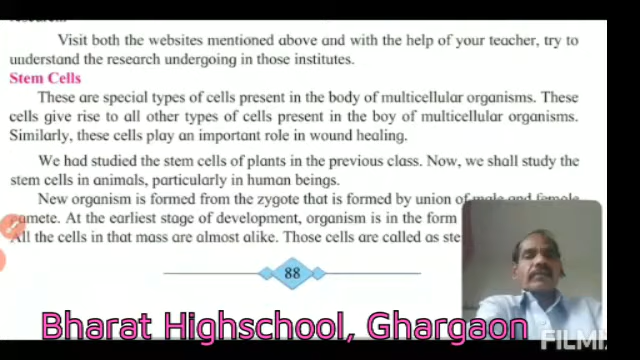 Visit both the websites mentioned above and with the help of your teacher, try to
understand the research undergoing in those institutes.
Stem Cells
These are special types of cells present in the body of multicellular organisms. These
cells give rise to all other types of cells present in the boy of multicellular organisms.
Similarly, these cells play an important role in wound healing.
We had studied the stem cells of plants in the previous class. Now, we shall study the
stem cells in animals, particularly in human beings.
New organism is formed from the zygote that is formed by union of male and female
gamete. At the earliest stage of development, organism is in the form
All the cells in that mass are almost alike. Those cells are called as
88
Bharat Highschool, Ghargaon